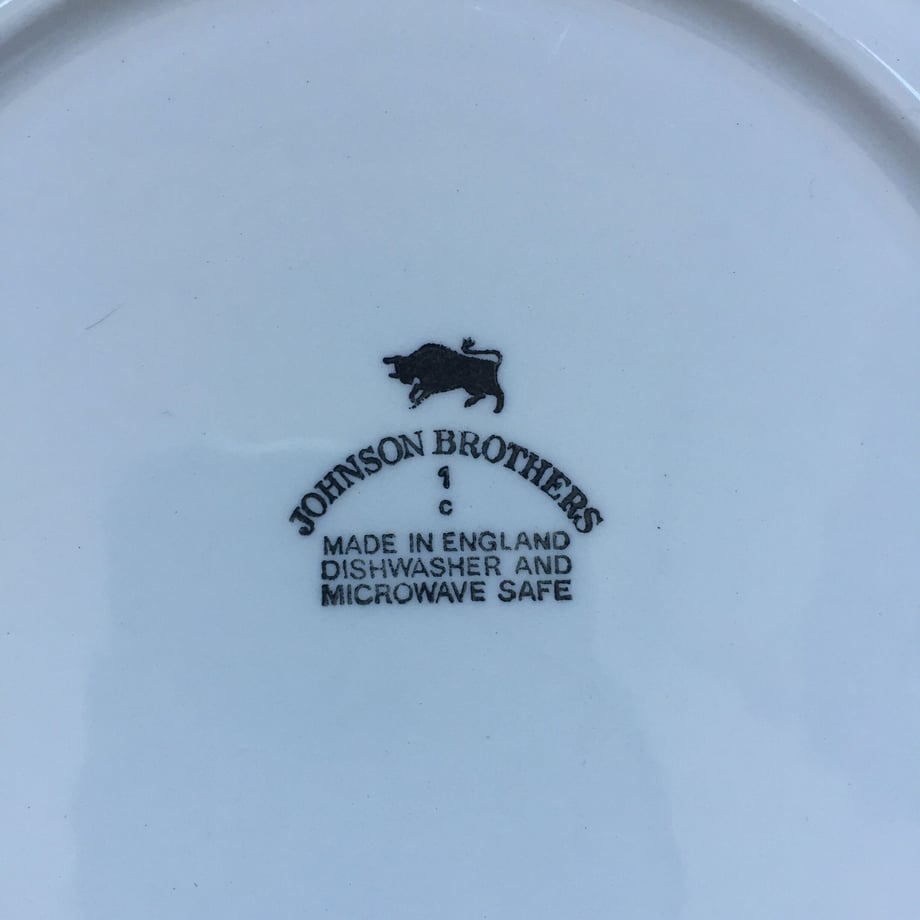 JOHNSON BROTHERS
1
C
MADE IN ENGLAND
DISHWASHER AND
MICROWAVE SAFE